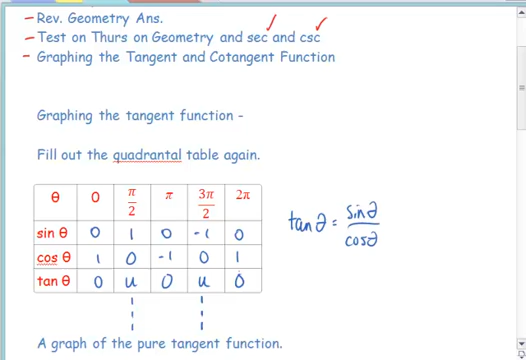 – Rev. Geometry Ans.
– Test on Thurs on Geometry and sec and csc
– Graphing the Tangent and Cotangent Function
Graphing the tangent function -
Fill out the quadrantal table again.
θ 0 π/2 π 3π/2 2π
sin θ 0 1 0 -1 0
cos θ 1 0 -1 0 1
tan θ 0 u 0 u 0
tan θ = sin θ / cos θ
A graph of the pure tangent function.